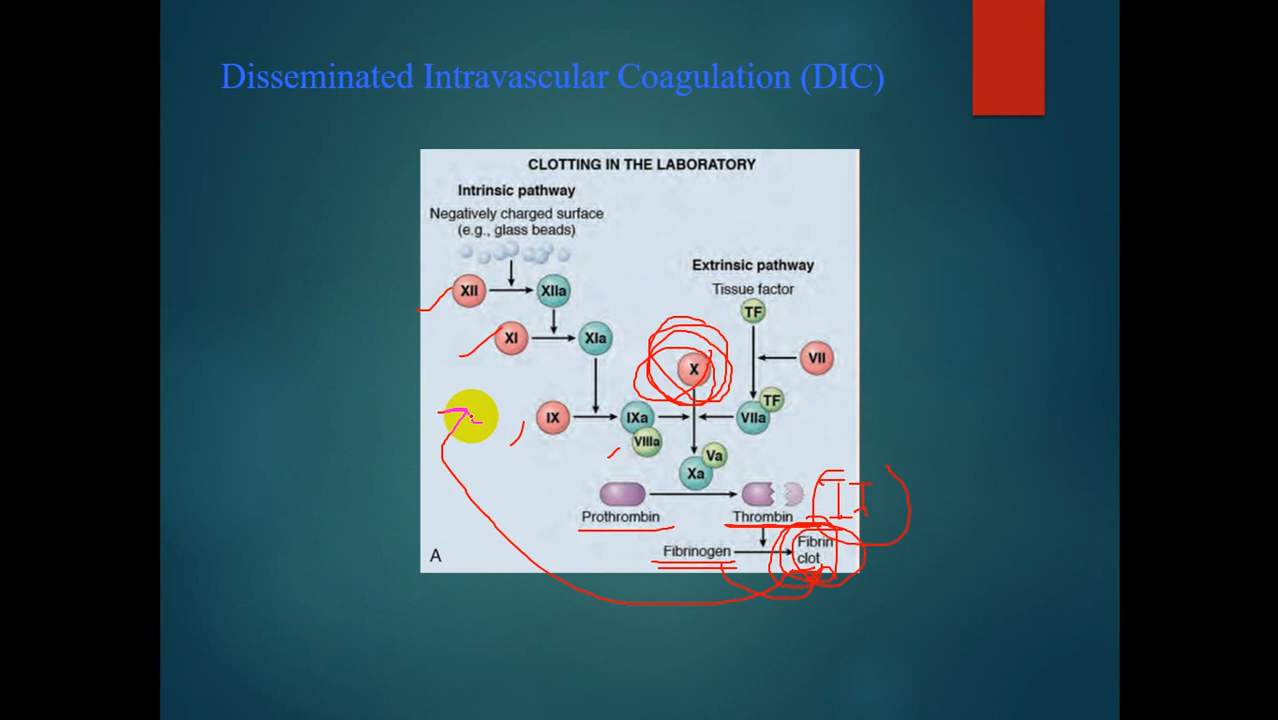 Disseminated Intravascular Coagulation (DIC)
CLOTTING IN THE LABORATORY
Intrinsic pathway
Negatively charged surface
(e.g., glass beads)
Extrinsic pathway
Tissue factor
TF
XII XIIa
XI XIa
VII
X
TF
IX IXa VIIa
VIIIa
Va
Xa
II
Prothrombin Thrombin
Fibrinogen Fibrin
clot
A